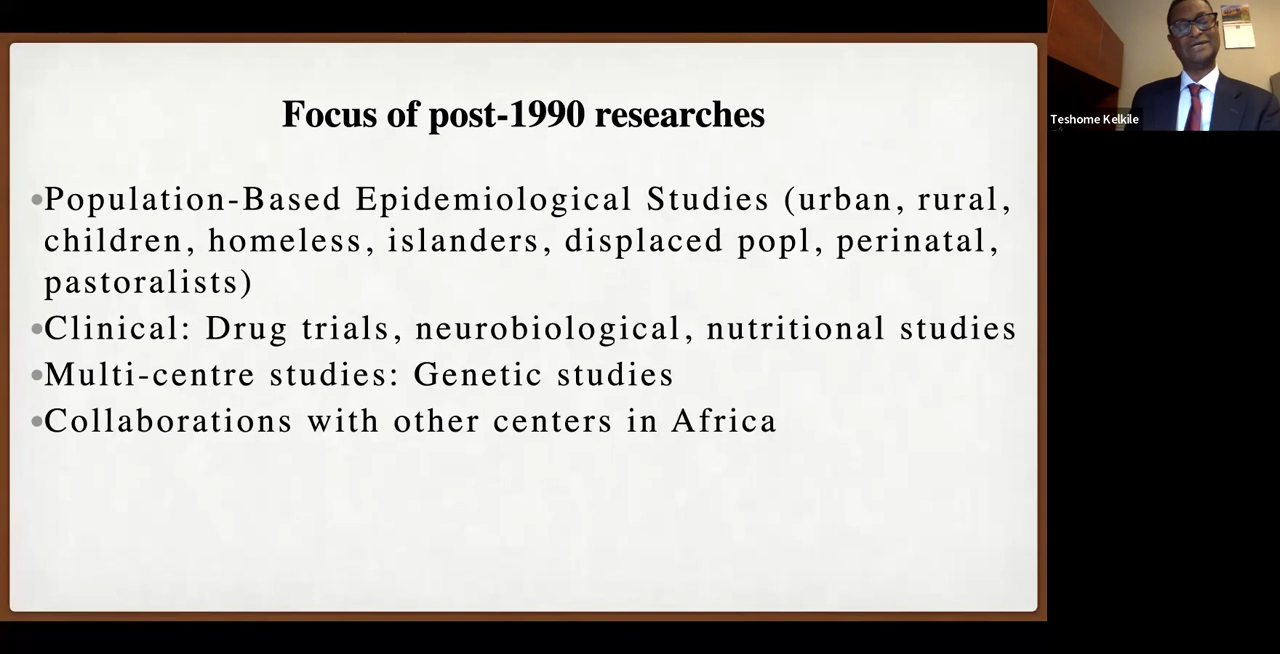 Focus of post-1990 researches
•Population-Based Epidemiological Studies (urban, rural,
children, homeless, islanders, displaced popl, perinatal,
pastoralists)
•Clinical: Drug trials, neurobiological, nutritional studies
•Multi-centre studies: Genetic studies
•Collaborations with other centers in Africa
Teshome Kelkile